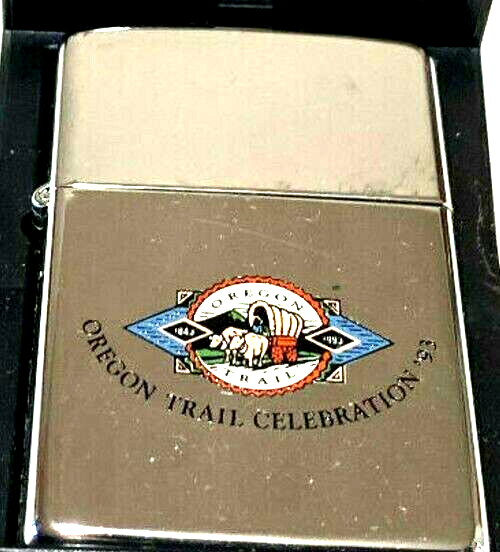 OREGON
1843 1993
TRAIL
OREGON TRAIL CELEBRATION '93